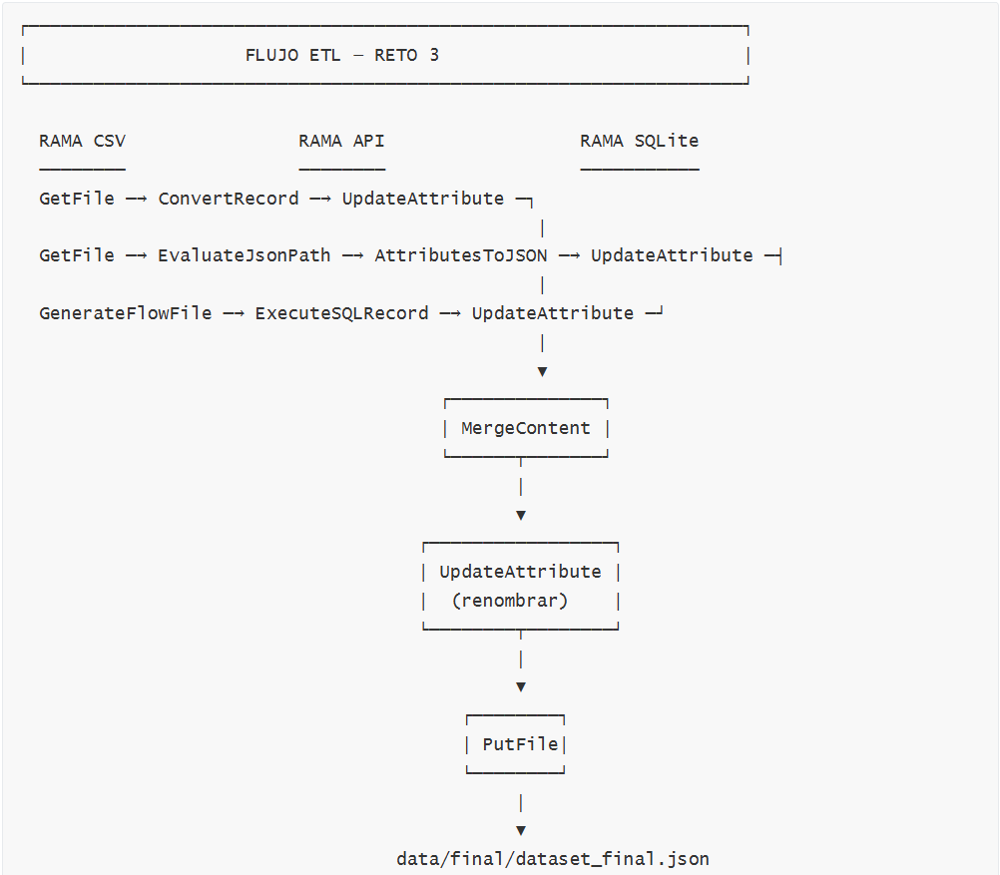 FLUJO ETL — RETO 3
RAMA CSV RAMA API RAMA SQLite
GetFile —→ ConvertRecord —→ UpdateAttribute —┐
GetFile —→ EvaluateJsonPath —→ AttributesToJSON —→ UpdateAttribute —┤
GenerateFlowFile —→ ExecuteSQLRecord —→ UpdateAttribute —┘
▼
MergeContent
▼
UpdateAttribute
(renombrar)
▼
PutFile
▼
data/final/dataset_final.json